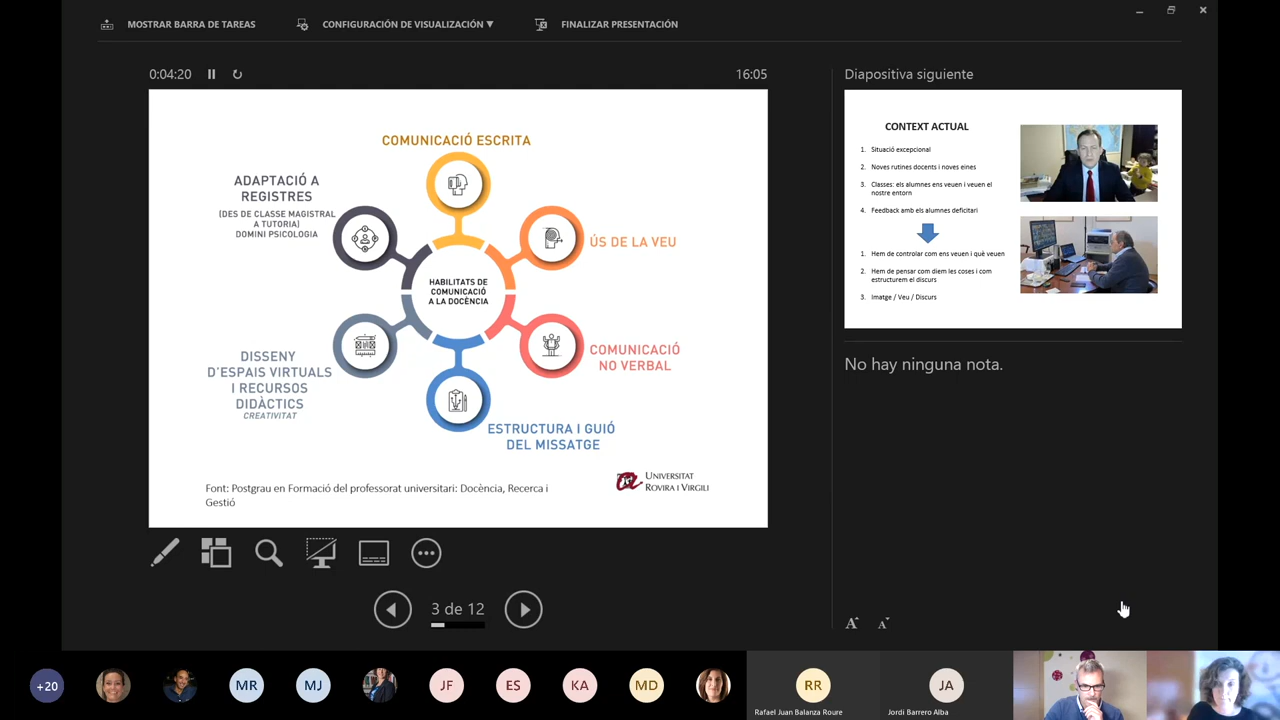 MOSTRAR BARRA DE TAREAS
CONFIGURACIÓN DE VISUALIZACIÓN ▼
FINALIZAR PRESENTACIÓN
0:04:20
16:05
COMUNICACIÓ ESCRITA
ADAPTACIÓ A
REGISTRES
(DES DE CLASSE MAGISTRAL
A TUTORIA)
DOMINI PSICOLOGIA
ÚS DE LA VEU
HABILITATS DE
COMUNICACIÓ
A LA DOCÈNCIA
COMUNICACIÓ
NO VERBAL
DISSENY
D'ESPAIS VIRTUALS
I RECURSOS
DIDÀCTICS
CREATIVITAT
ESTRUCTURA I GUIÓ
DEL MISSATGE
Font: Postgrau en Formació del professorat universitari: Docència, Recerca i
Gestió
UNIVERSITAT
ROVIRA I VIRGILI
3 de 12
Diapositiva siguiente
CONTEXT ACTUAL
1. Situació excepcional
2. Noves rutines docents i noves eines
3. Classes: els alumnes ens veuen i veuen el
nostre entorn
4. Feedback amb els alumnes deficitari
1. Hem de controlar com ens veuen i què veuen
2. Hem de pensar com diem les coses i com
estructurem el discurs
3. Imatge / Veu / Discurs
No hay ninguna nota.
A A
+20
MR
MJ
JF
ES
KA
MD
RR
Rafael Juan Balanza Roure
JA
Jordi Barrero Alba